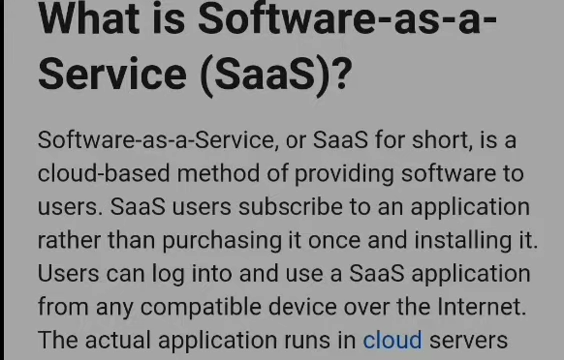 What is Software-as-a-
Service (SaaS)?
Software-as-a-Service, or SaaS for short, is a
cloud-based method of providing software to
users. SaaS users subscribe to an application
rather than purchasing it once and installing it.
Users can log into and use a SaaS application
from any compatible device over the Internet.
The actual application runs in cloud servers